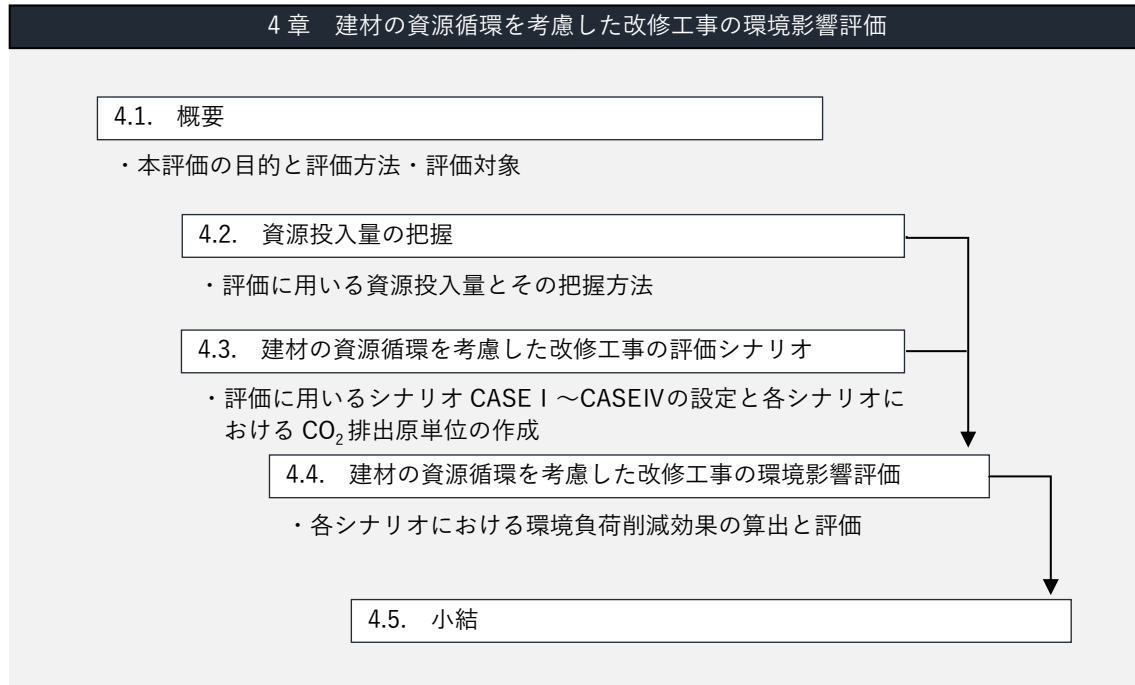 4 章　建材の資源循環を考慮した改修工事の環境影響評価
4.1.　概要
・本評価の目的と評価方法・評価対象
4.2.　資源投入量の把握
・評価に用いる資源投入量とその把握方法
4.3.　建材の資源循環を考慮した改修工事の評価シナリオ
・評価に用いるシナリオ CASEⅠ～CASEⅣの設定と各シナリオに
おける CO₂排出原単位の作成
4.4.　建材の資源循環を考慮した改修工事の環境影響評価
・各シナリオにおける環境負荷削減効果の算出と評価
4.5.　小結